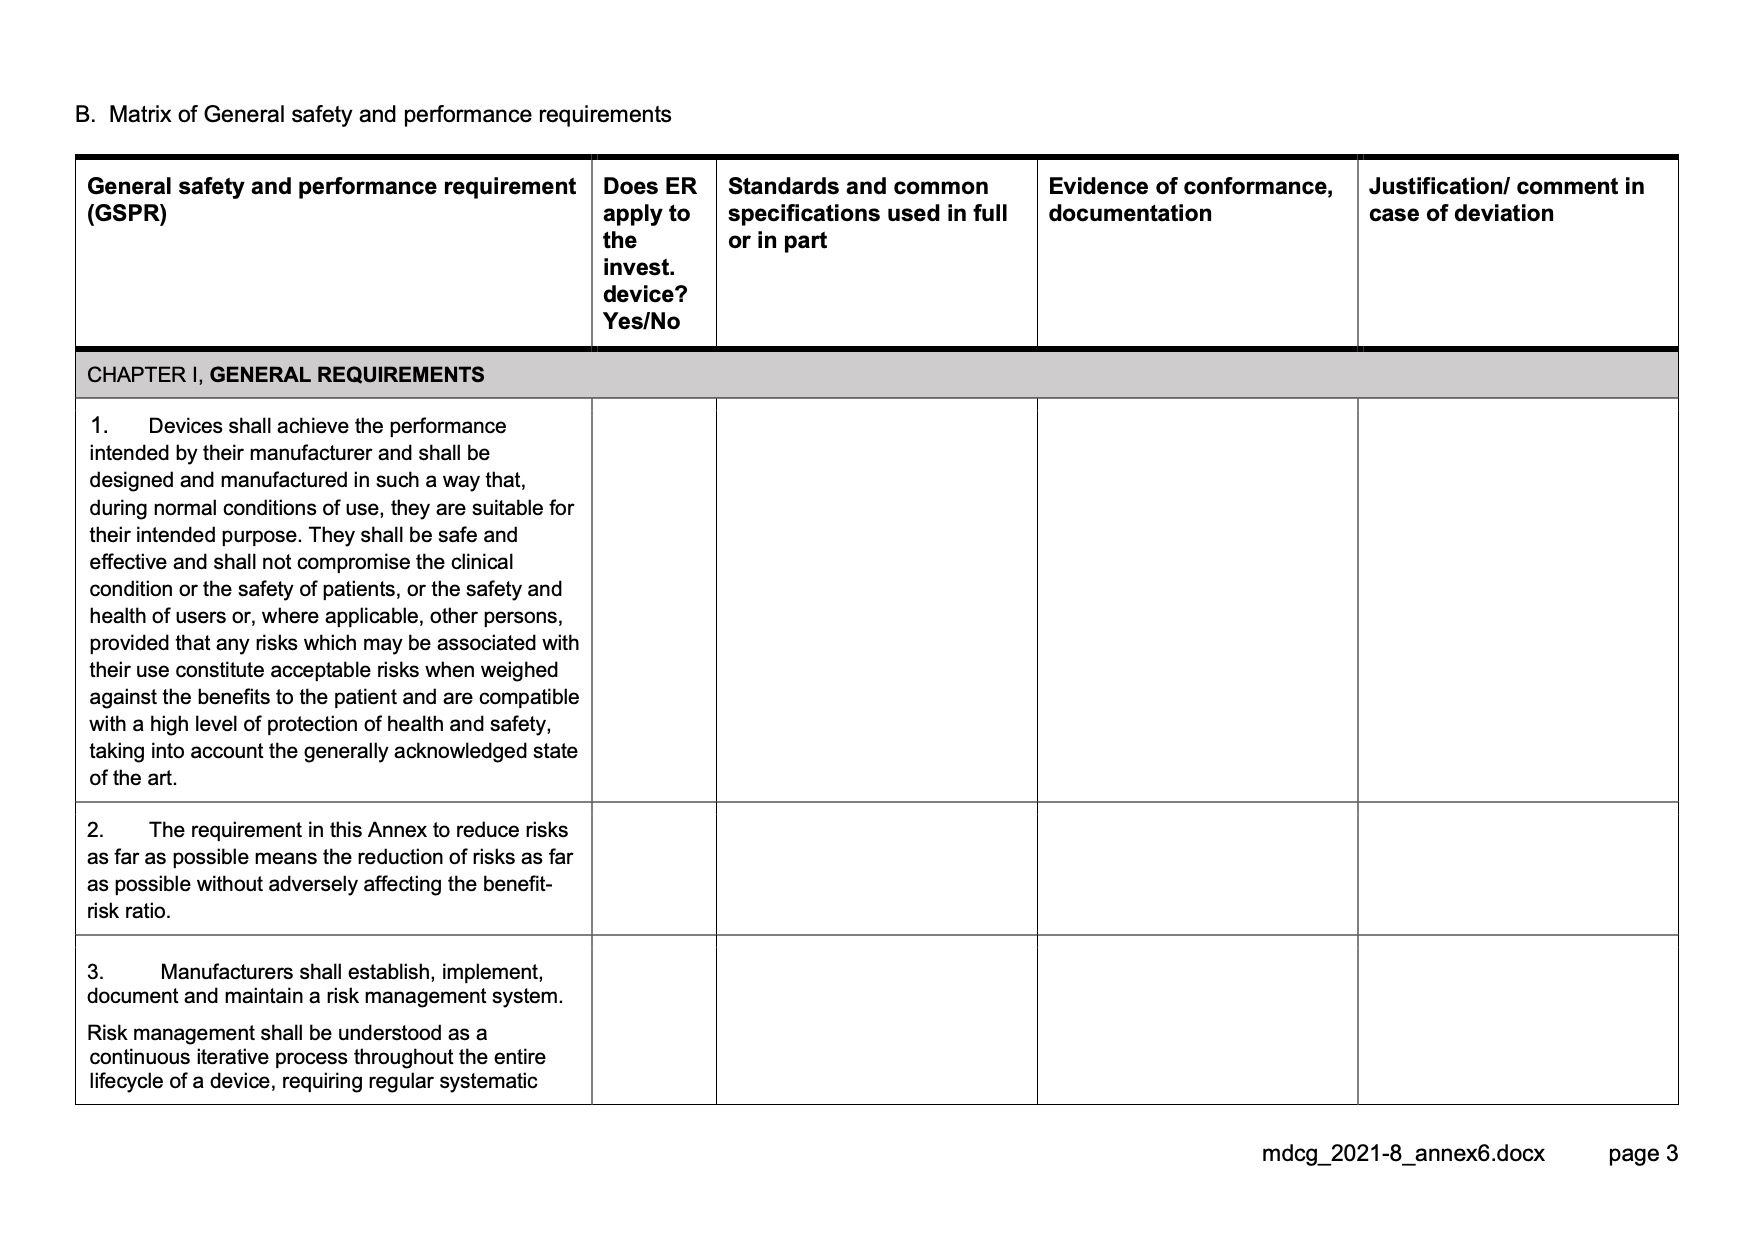 B. Matrix of General safety and performance requirements
General safety and performance requirement
(GSPR)
Does ER
apply to
the
invest.
device?
Yes/No
Standards and common
specifications used in full
or in part
Evidence of conformance,
documentation
Justification/ comment in
case of deviation
CHAPTER I, GENERAL REQUIREMENTS
1. Devices shall achieve the performance
intended by their manufacturer and shall be
designed and manufactured in such a way that,
during normal conditions of use, they are suitable for
their intended purpose. They shall be safe and
effective and shall not compromise the clinical
condition or the safety of patients, or the safety and
health of users or, where applicable, other persons,
provided that any risks which may be associated with
their use constitute acceptable risks when weighed
against the benefits to the patient and are compatible
with a high level of protection of health and safety,
taking into account the generally acknowledged state
of the art.
2. The requirement in this Annex to reduce risks
as far as possible means the reduction of risks as far
as possible without adversely affecting the benefit-
risk ratio.
3. Manufacturers shall establish, implement,
document and maintain a risk management system.
Risk management shall be understood as a
continuous iterative process throughout the entire
lifecycle of a device, requiring regular systematic
mdcg_2021-8_annex6.docx page 3